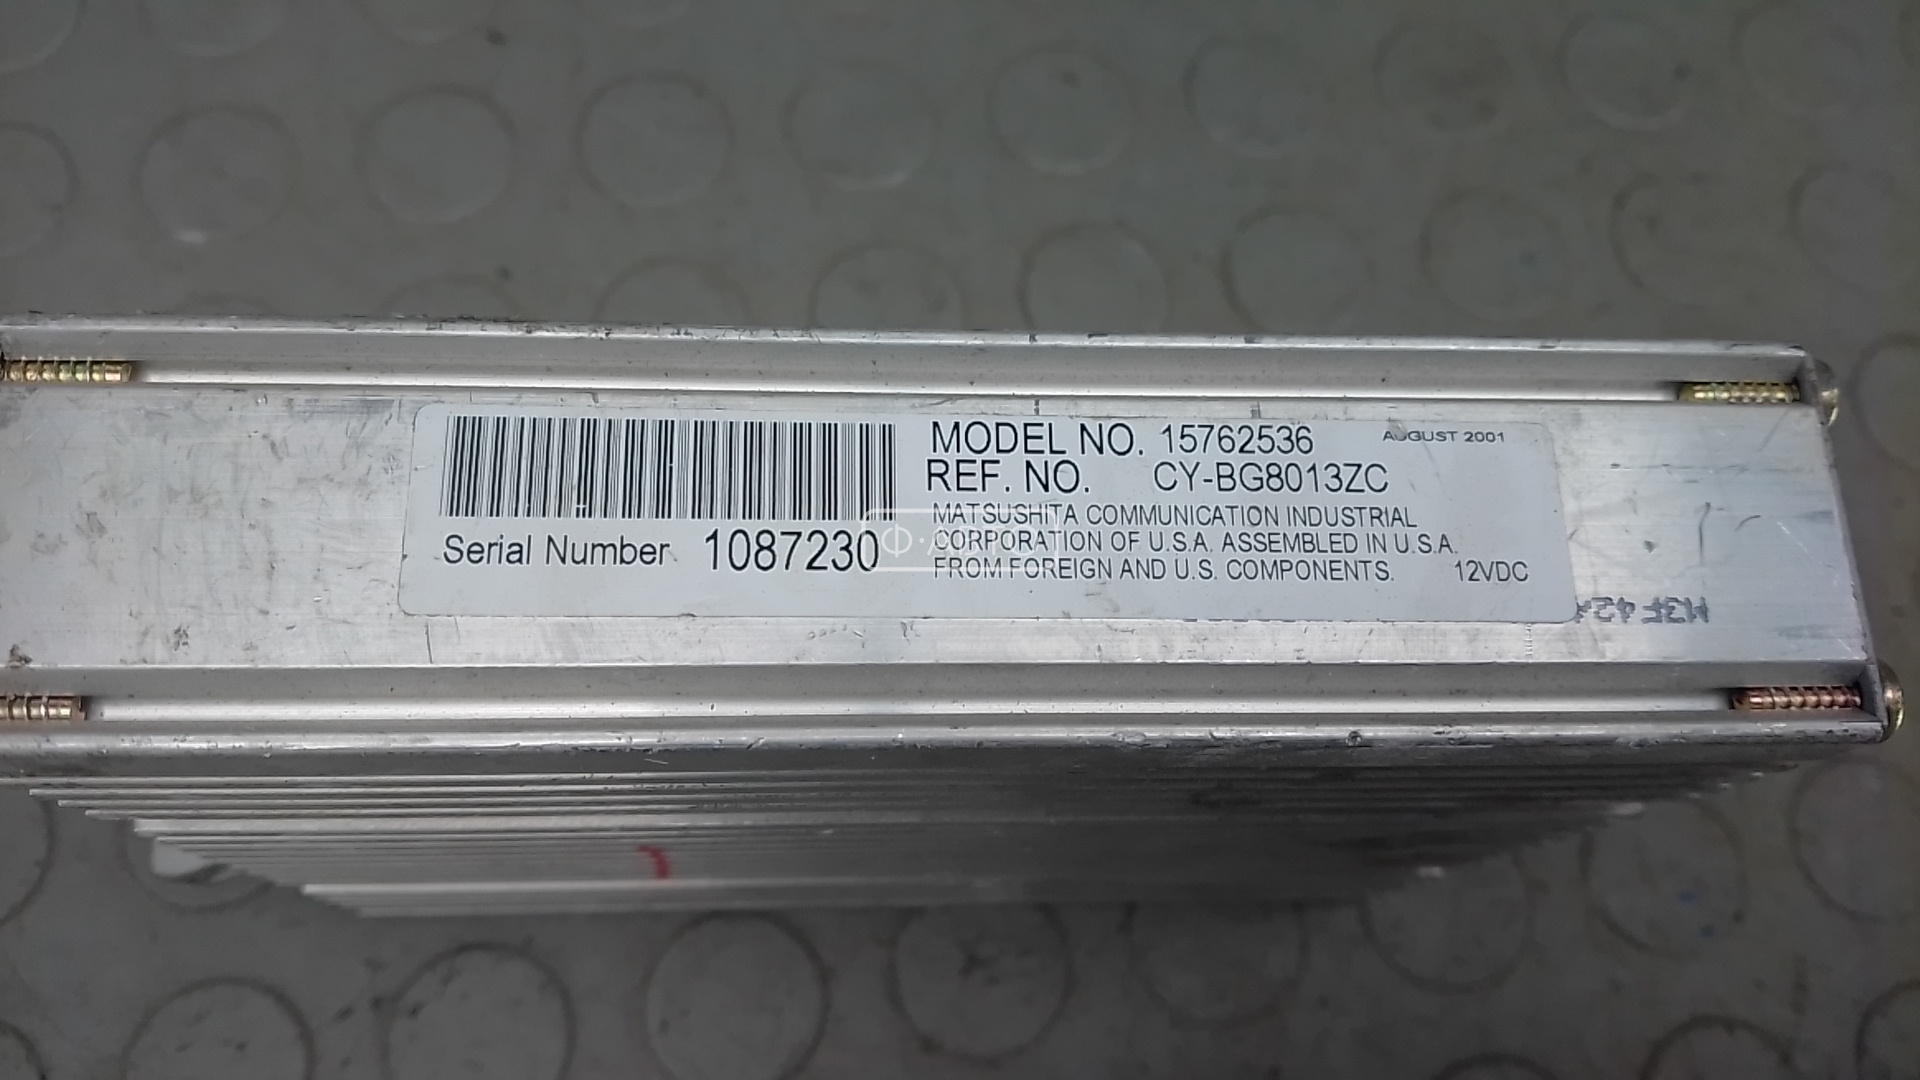 MODEL NO. 15762536
AUGUST 2001
REF. NO. CY-BG8013ZC
MATSUSHITA COMMUNICATION INDUSTRIAL
CORPORATION OF U.S.A. ASSEMBLED IN U.S.A.
FROM FOREIGN AND U.S. COMPONENTS. 12VDC
Serial Number 1087230
Ф·АВТО